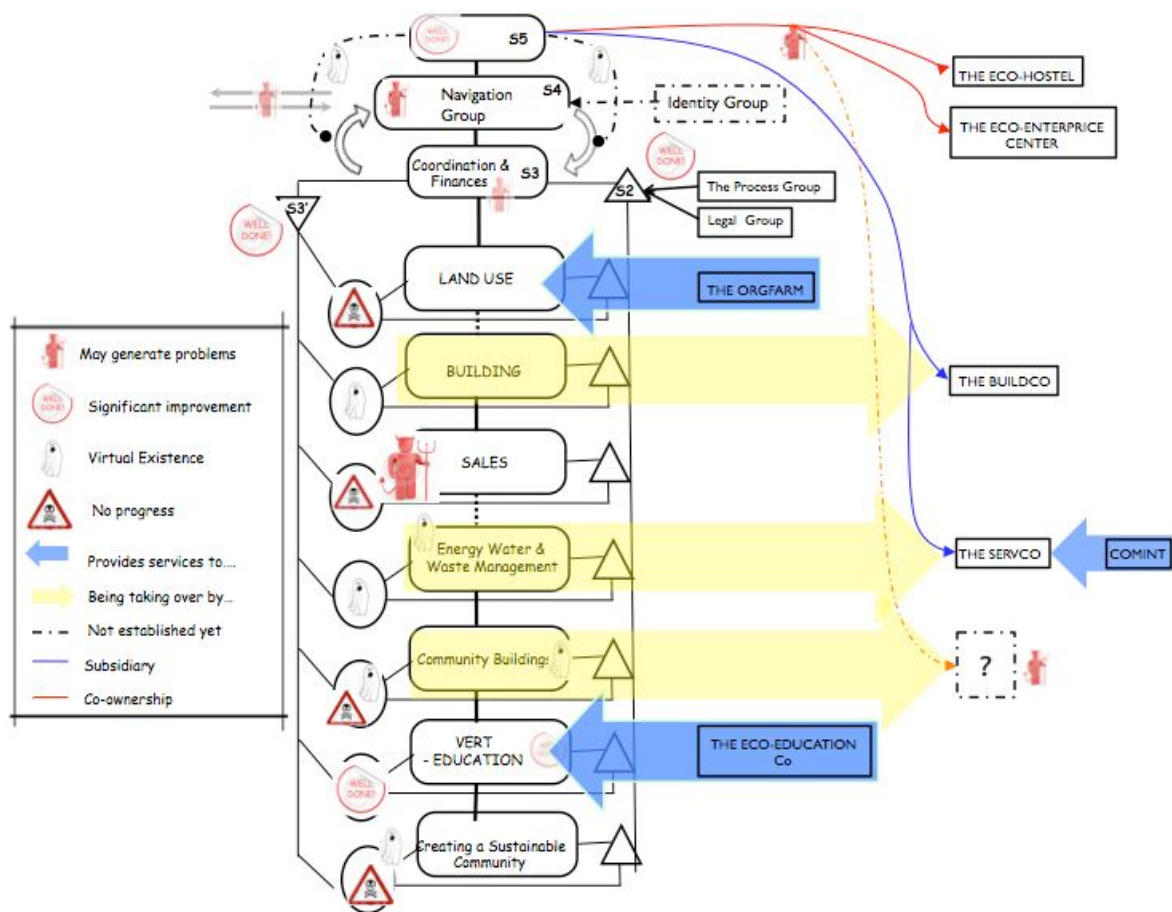 WELL DONE!
S5
S4
Navigation
Group
Identity Group
THE ECO-HOSTEL
THE ECO-ENTERPRICE
CENTER
Coordination &
Finances
S3
WELL DONE!
S2
The Process Group
Legal Group
S3'
WELL DONE!
LAND USE
THE ORGFARM
BUILDING
THE BUILDCO
SALES
Energy Water &
Waste Management
THE SERVCO
COMINT
Community Buildings
?
VERT
- EDUCATION
WELL DONE!
THE ECO-EDUCATION
Co
WELL DONE!
Creating a Sustainable
Community
May generate problems
WELL DONE!
Significant improvement
Virtual Existence
No progress
Provides services to....
Being taking over by...
Not established yet
Subsidiary
Co-ownership